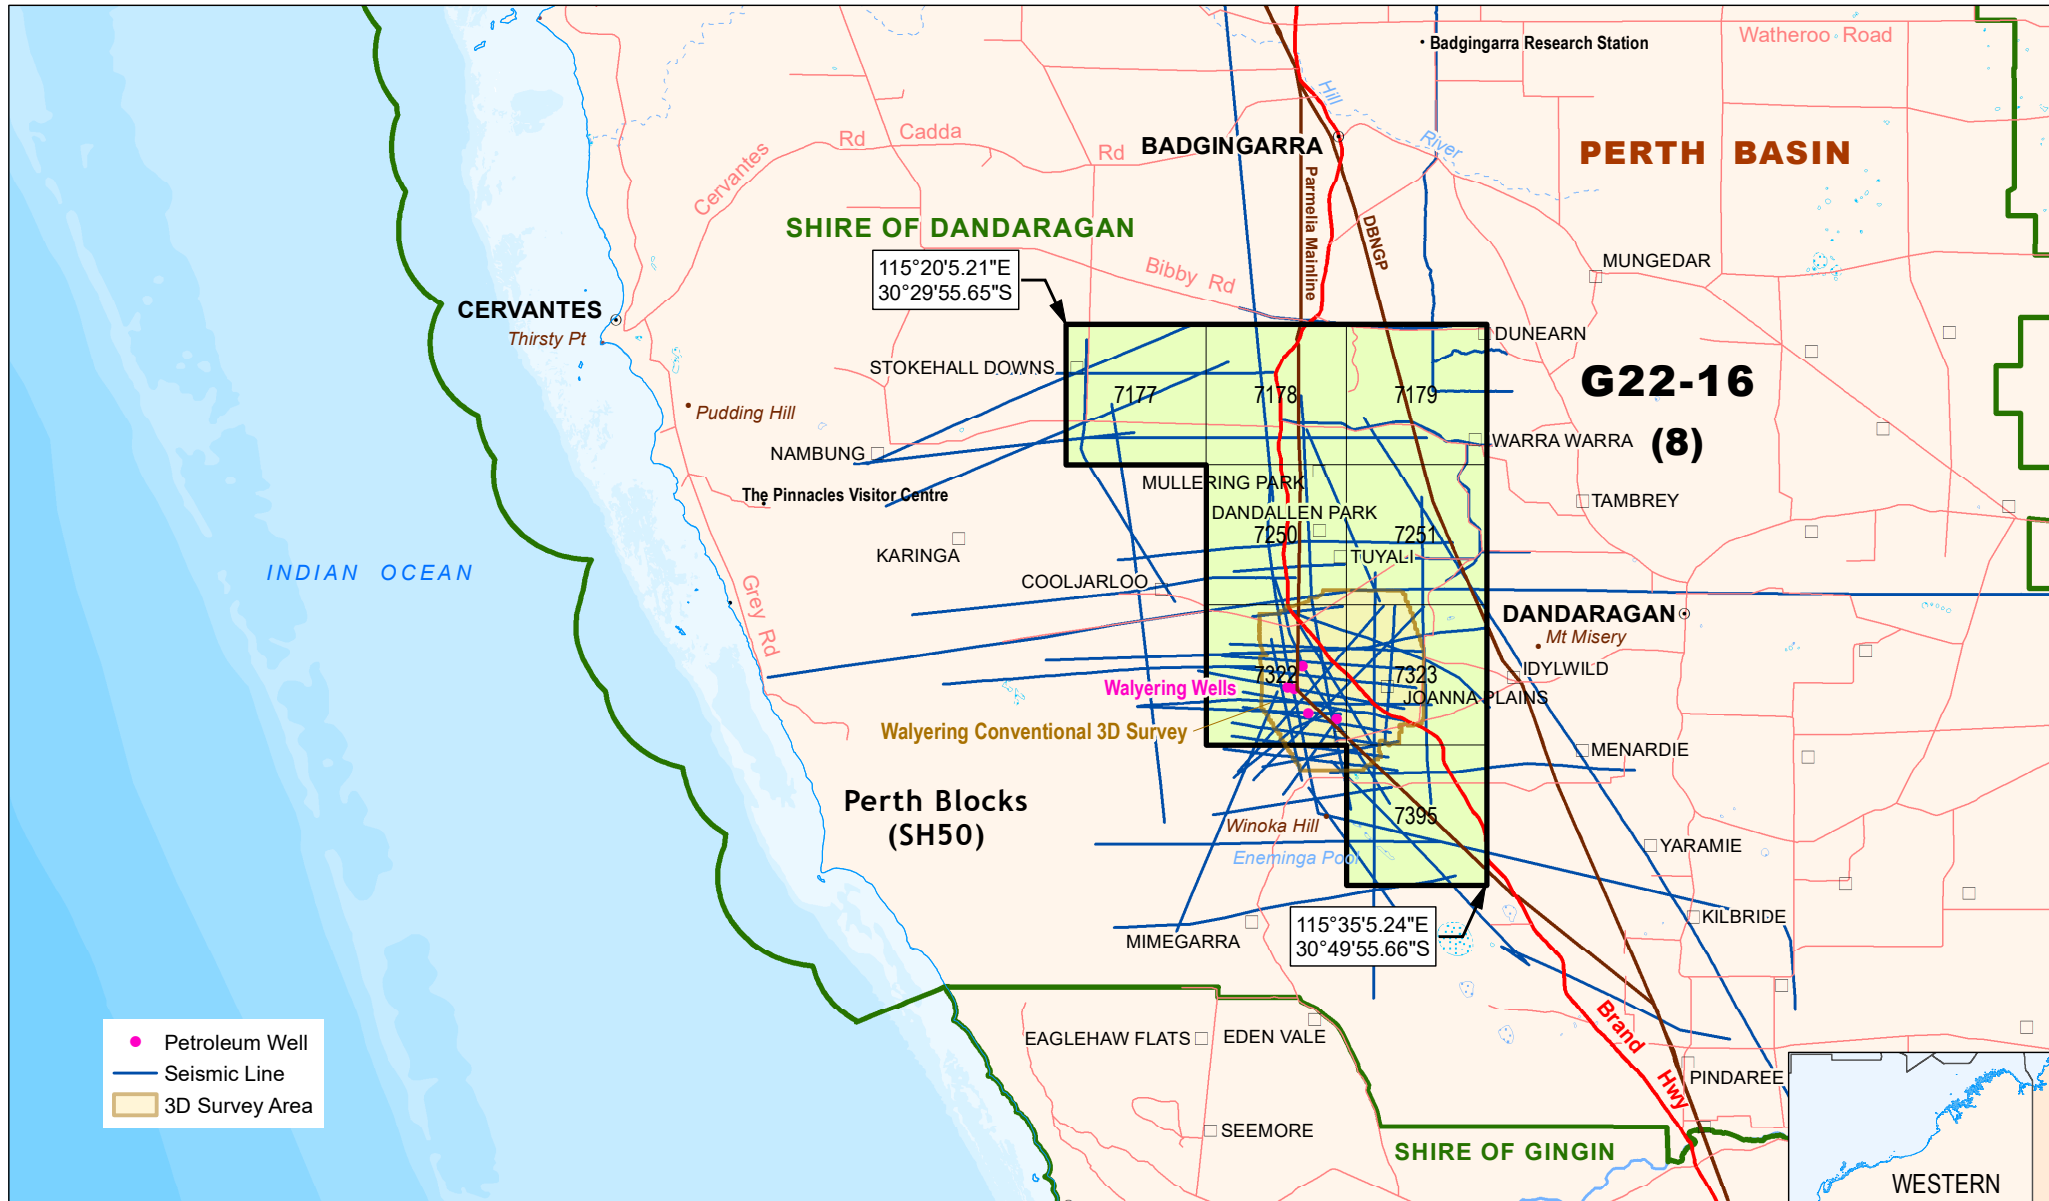 Watheroo Road
Badgingarra Research Station
Hill
River
BADGINGARRA
PERTH BASIN
Rd
Cadda
Rd
Cervantes
Parmelia Mainline
DBNGP
SHIRE OF DANDARAGAN
115°20'5.21"E
30°29'55.65"S
Bibby Rd
MUNGEDAR
CERVANTES
Thirsty Pt
DUNEARN
STOKEHALL DOWNS
7177
7178
7179
G22-16
(8)
Pudding Hill
NAMBUNG
WARRA WARRA
The Pinnacles Visitor Centre
MULLERING PARK
TAMBREY
DANDALLEN PARK
7250
7251
KARINGA
TUYALI
INDIAN OCEAN
COOLJARLOO
Grey Rd
DANDARAGAN
Mt Misery
IDYLWILD
7322
7323
Walyering Wells
JOANNA PLAINS
Walyering Conventional 3D Survey
MENARDIE
Perth Blocks
(SH50)
Winoka Hill
7395
Eneminga Pool
YARAMIE
115°35'5.24"E
30°49'55.66"S
KILBRIDE
MIMEGARRA
Brand
Hwy
EAGLEHAW FLATS
EDEN VALE
PINDAREE
SEEMORE
SHIRE OF GINGIN
Petroleum Well
Seismic Line
3D Survey Area
WESTERN